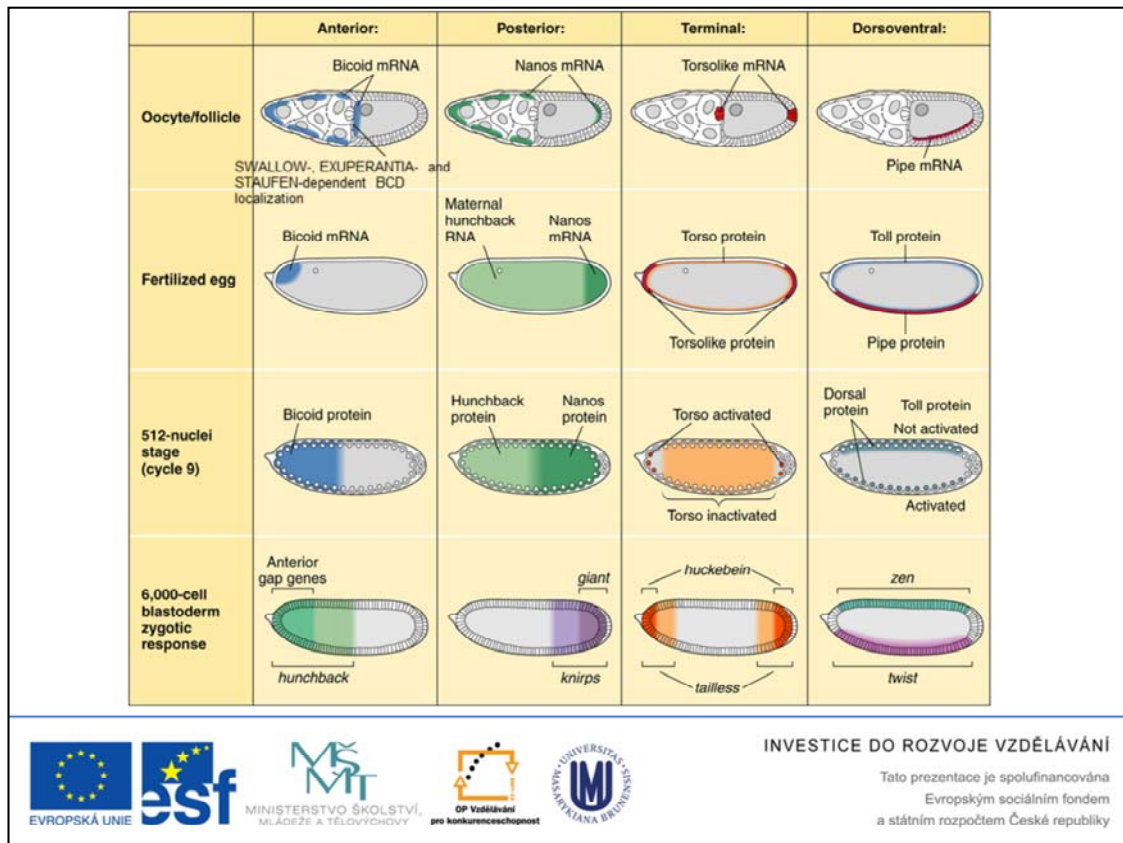 Anterior:
Posterior:
Terminal:
Dorsoventral:
Oocyte/follicle
Bicoid mRNA
SWALLOW-, EXUPERANTIA- and
STAUFEN-dependent BCD
localization
Nanos mRNA
Torsolike mRNA
Pipe mRNA
Fertilized egg
Bicoid mRNA
Maternal
hunchback
RNA
Nanos
mRNA
Torso protein
Torsolike protein
Toll protein
Pipe protein
512-nuclei
stage
(cycle 9)
Bicoid protein
Hunchback
protein
Nanos
protein
Torso activated
Torso inactivated
Dorsal
protein
Toll protein
Not activated
Activated
6,000-cell
blastoderm
zygotic
response
Anterior
gap genes
hunchback
giant
knirps
huckebein
tailless
zen
twist
EVROPSKÁ UNIE
esf
MŠMT
MINISTERSTVO ŠKOLSTVÍ,
MLÁDEŽE A TĚLOVÝCHOVY
OP Vzdělávání
pro konkurenceschopnost
UNIVERSITAS
MASARYKIANA BRUNENSIS
INVESTICE DO ROZVOJE VZDĚLÁVÁNÍ
Tato prezentace je spolufinancována
Evropským sociálním fondem
a státním rozpočtem České republiky